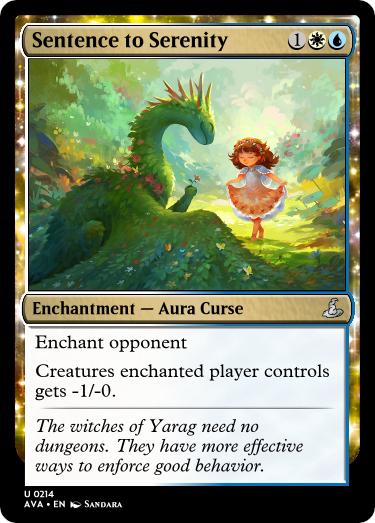 Sentence to Serenity 1
Enchantment — Aura Curse
Enchant opponent
Creatures enchanted player controls
gets -1/-0.
The witches of Yarag need no
dungeons. They have more effective
ways to enforce good behavior.
U 0214
AVA • EN Sandara